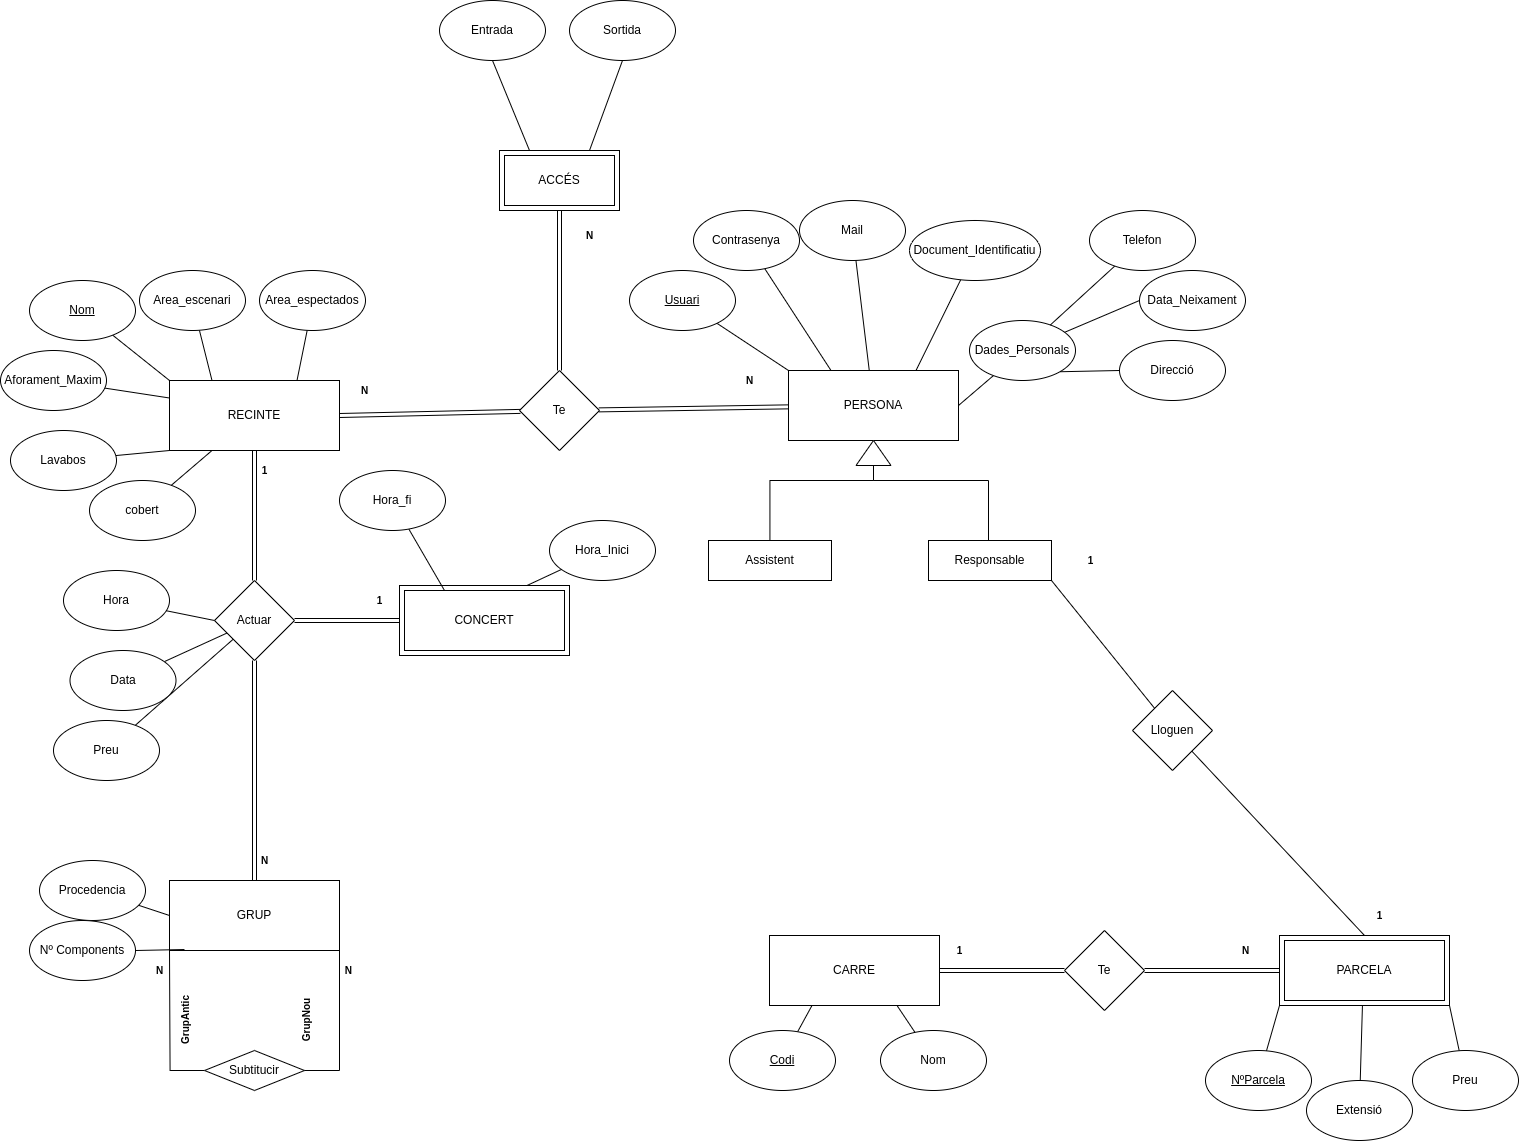 Entrada
Sortida
ACCÉS
N
Contrasenya
Mail
Document_Identificatiu
Telefon
Usuari
Data_Neixament
Dades_Personals
Direcció
Nom
Area_escenari
Area_espectados
Aforament_Maxim
RECINTE
N
Te
N
PERSONA
Lavabos
cobert
1
Hora_fi
Hora_Inici
Assistent
Responsable
1
Hora
Actuar
1
CONCERT
Data
Preu
Lloguen
N
Procedencia
GRUP
Nº Components
N
N
GrupAntic
GrupNou
Subtitucir
1
CARRE
1
Te
N
PARCELA
Codi
Nom
NºParcela
Extensió
Preu